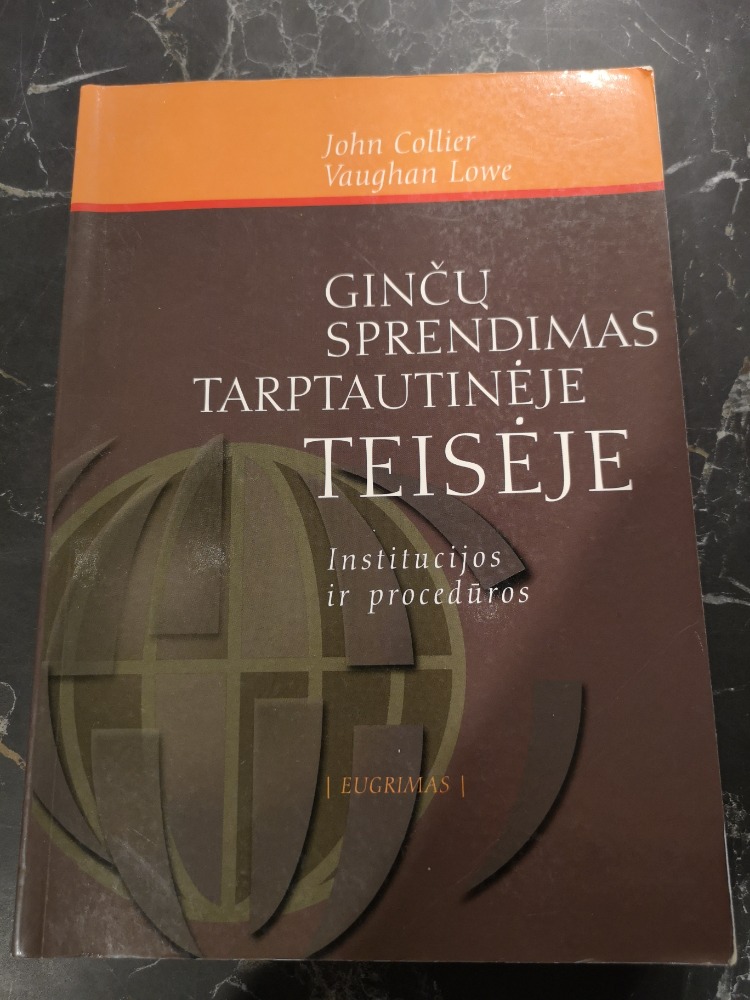 John Collier
Vaughan Lowe
GINČŲ
SPRENDIMAS
TARPTAUTINĖJE
TEISĖJE
Institucijos
ir procedūros
| EUGRIMAS |